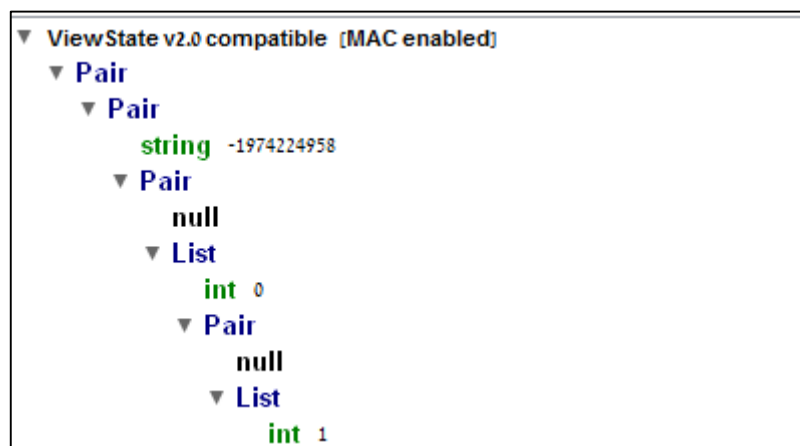 ViewState v2.0 compatible [MAC enabled]
Pair
Pair
string -1974224958
Pair
null
List
int 0
Pair
null
List
int 1